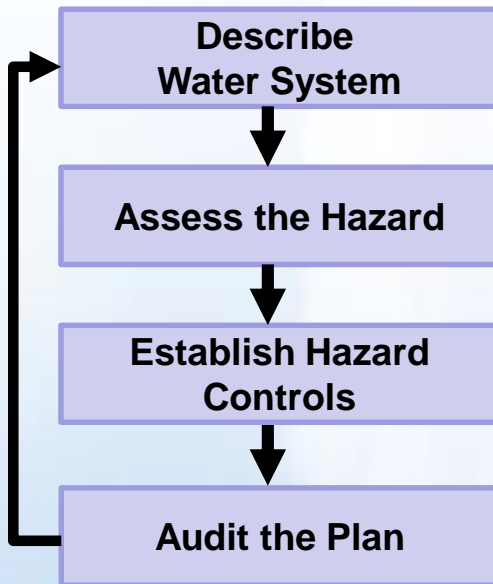 Describe
Water System
Assess the Hazard
Establish Hazard
Controls
Audit the Plan